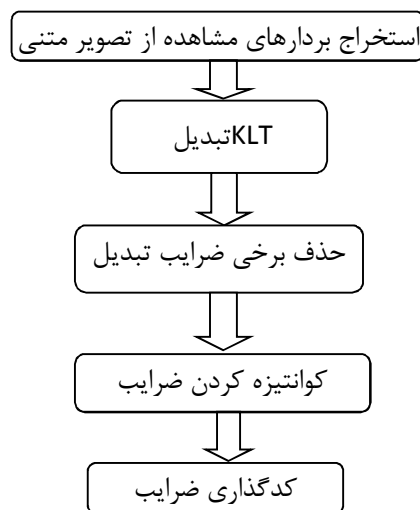 استخراج بردارهای مشاهده از تصویر متنی
تبدیلKLT
حذف برخی ضرایب تبدیل
کوانتیزه کردن ضرایب
کدگذاری ضرایب